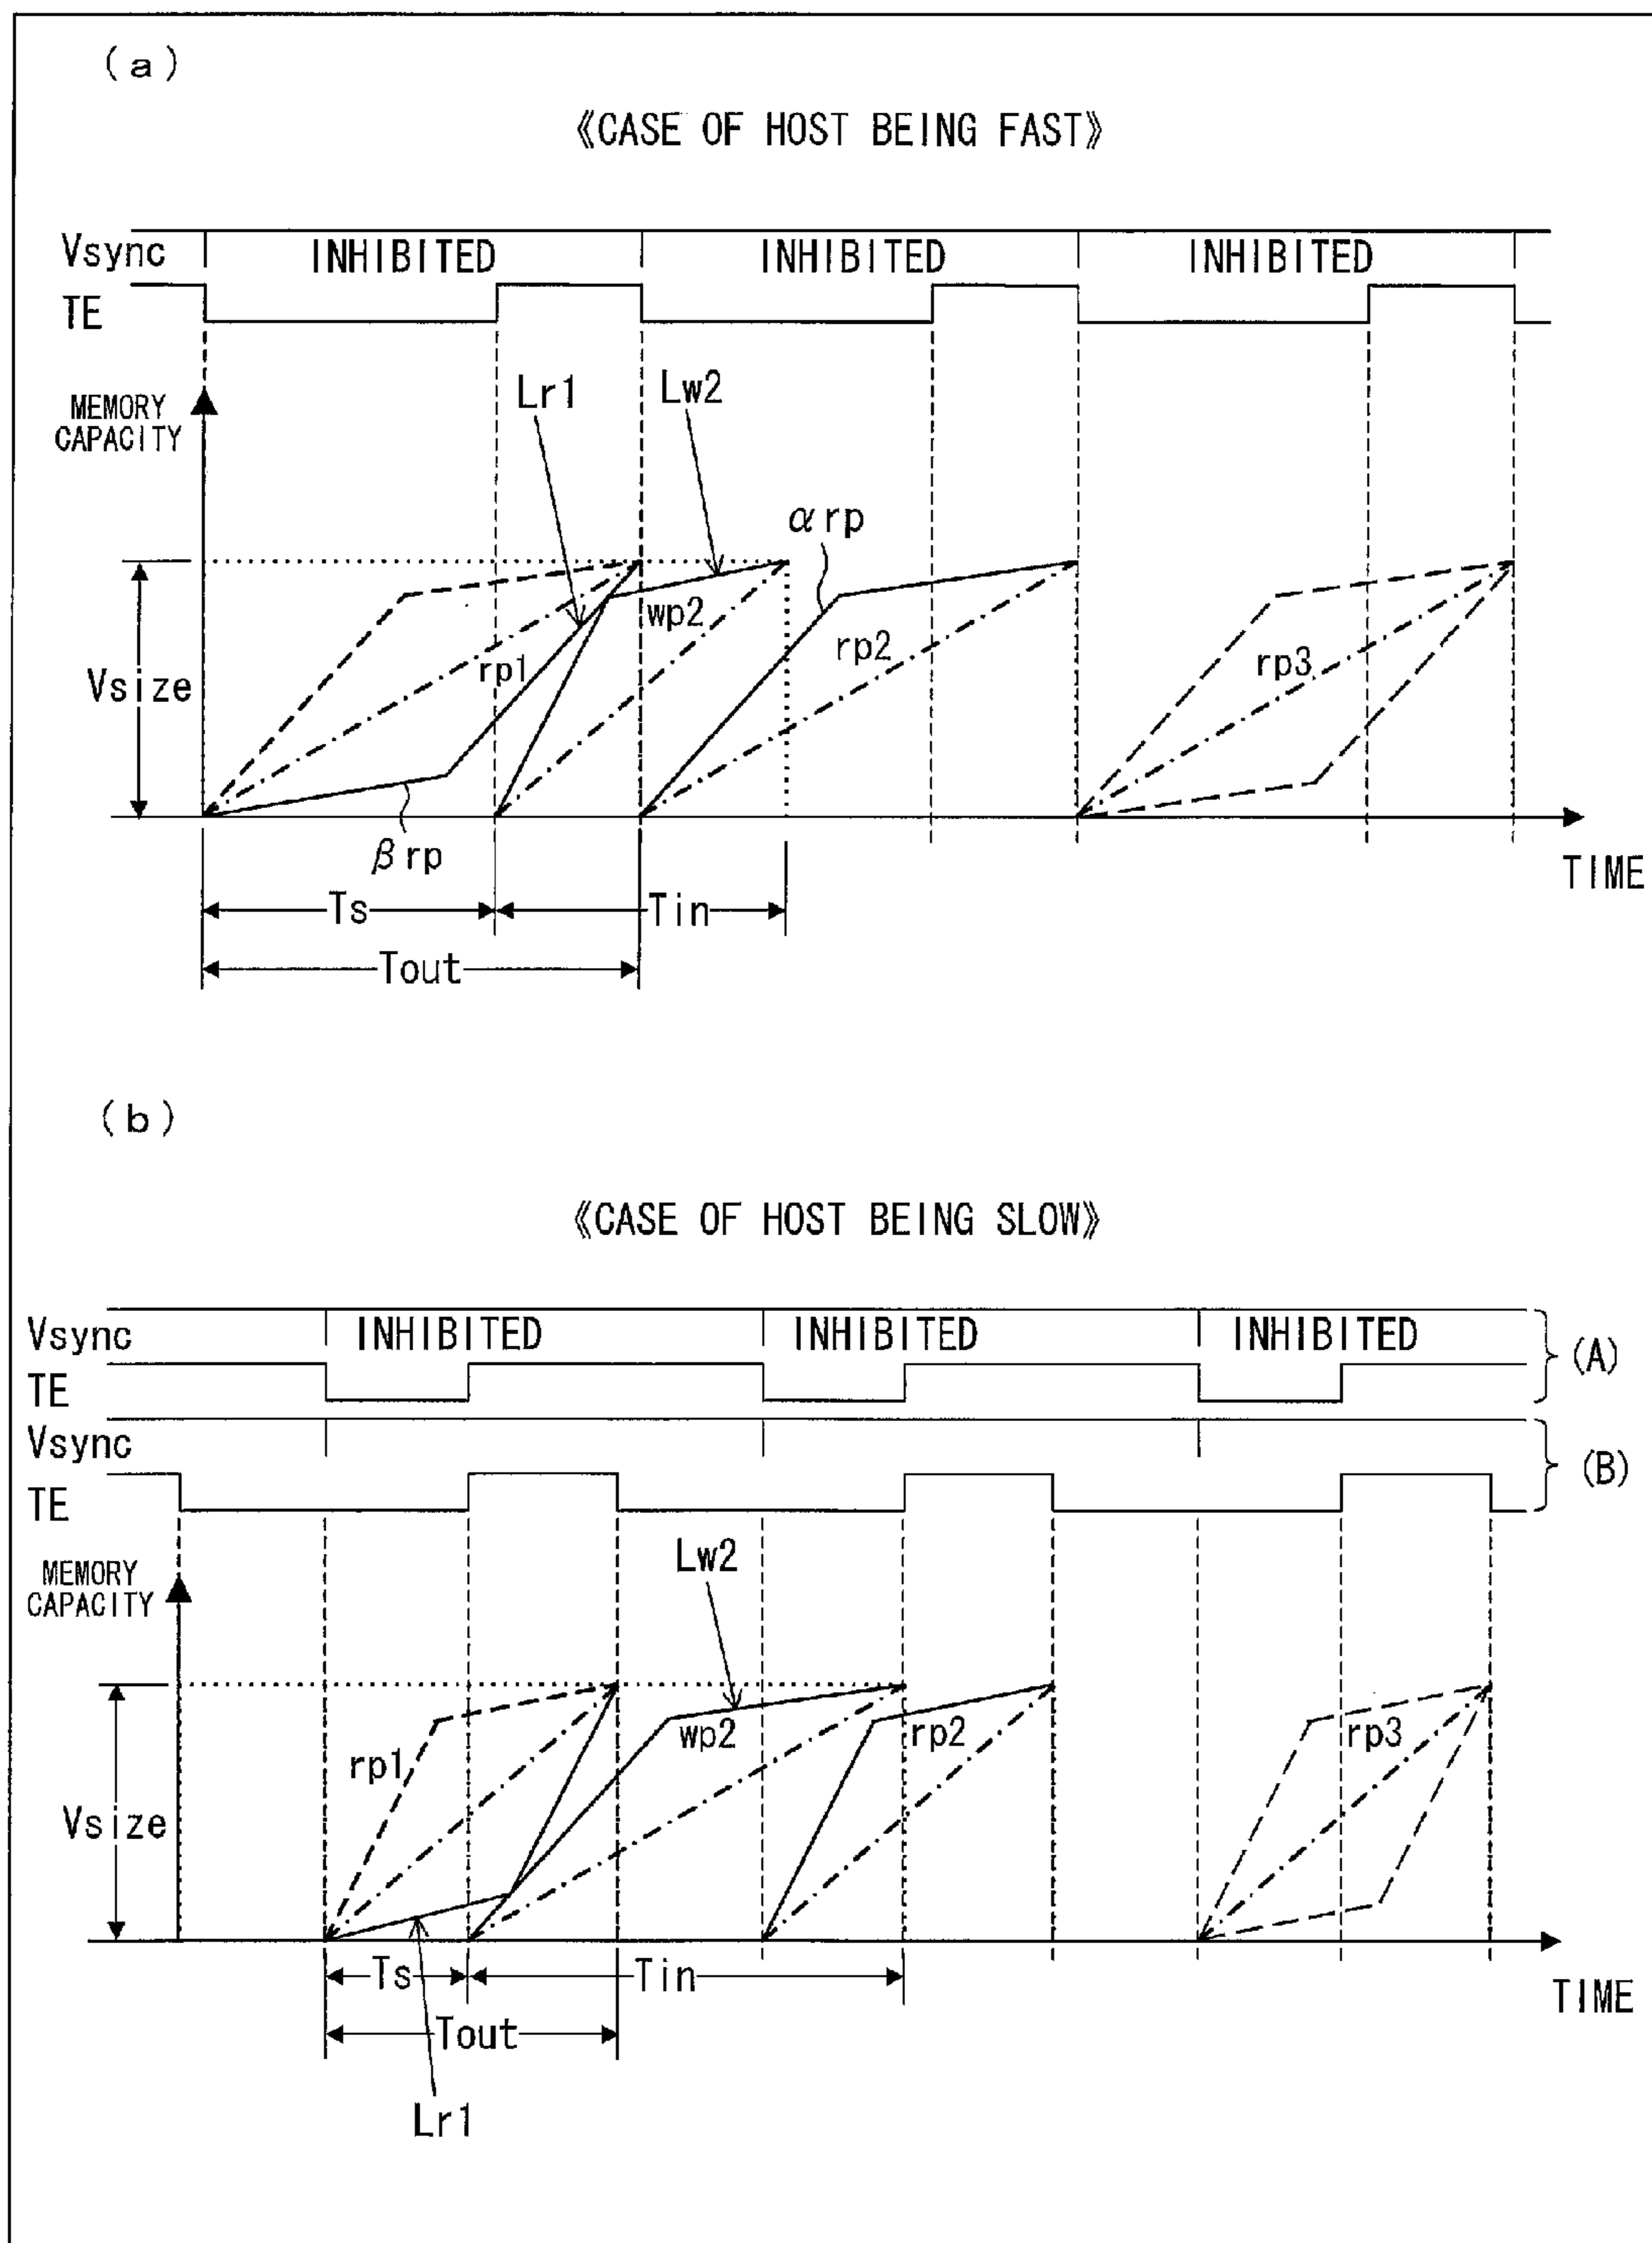 (a)
《CASE OF HOST BEING FAST》
Vsync INHIBITED INHIBITED INHIBITED
TE
MEMORY CAPACITY
Lr1 Lw2
αrp
Vsize
rp1 wp2 rp2 rp3
βrp
TIME
Ts Tin
Tout
(b)
《CASE OF HOST BEING SLOW》
Vsync INHIBITED INHIBITED INHIBITED
TE
(A)
Vsync
TE
(B)
MEMORY CAPACITY
Lw2
rp1 wp2 rp2 rp3
Vsize
Ts Tin
TIME
Tout
Lr1